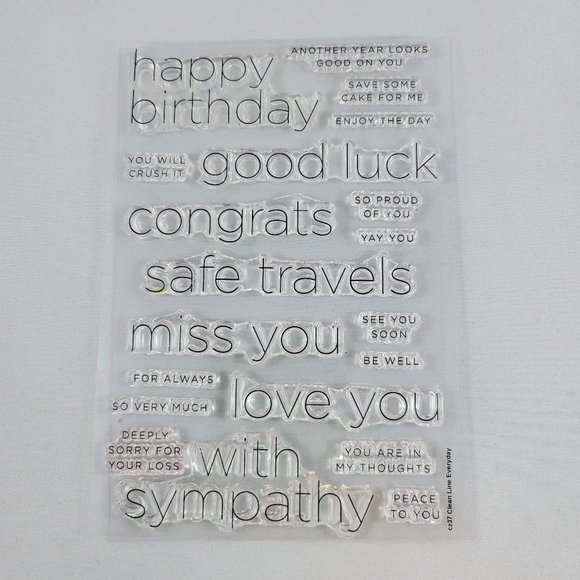 happy
birthday
ANOTHER YEAR LOOKS
GOOD ON YOU
SAVE SOME
CAKE FOR ME
ENJOY THE DAY
YOU WILL
CRUSH IT
good luck
congrats
SO PROUD
OF YOU
YAY YOU
safe travels
miss you
SEE YOU
SOON
BE WELL
FOR ALWAYS
SO VERY MUCH
love you
DEEPLY
SORRY FOR
YOUR LOSS
with
sympathy
YOU ARE IN
MY THOUGHTS
PEACE
TO YOU
cz37 Clean Line Everyday